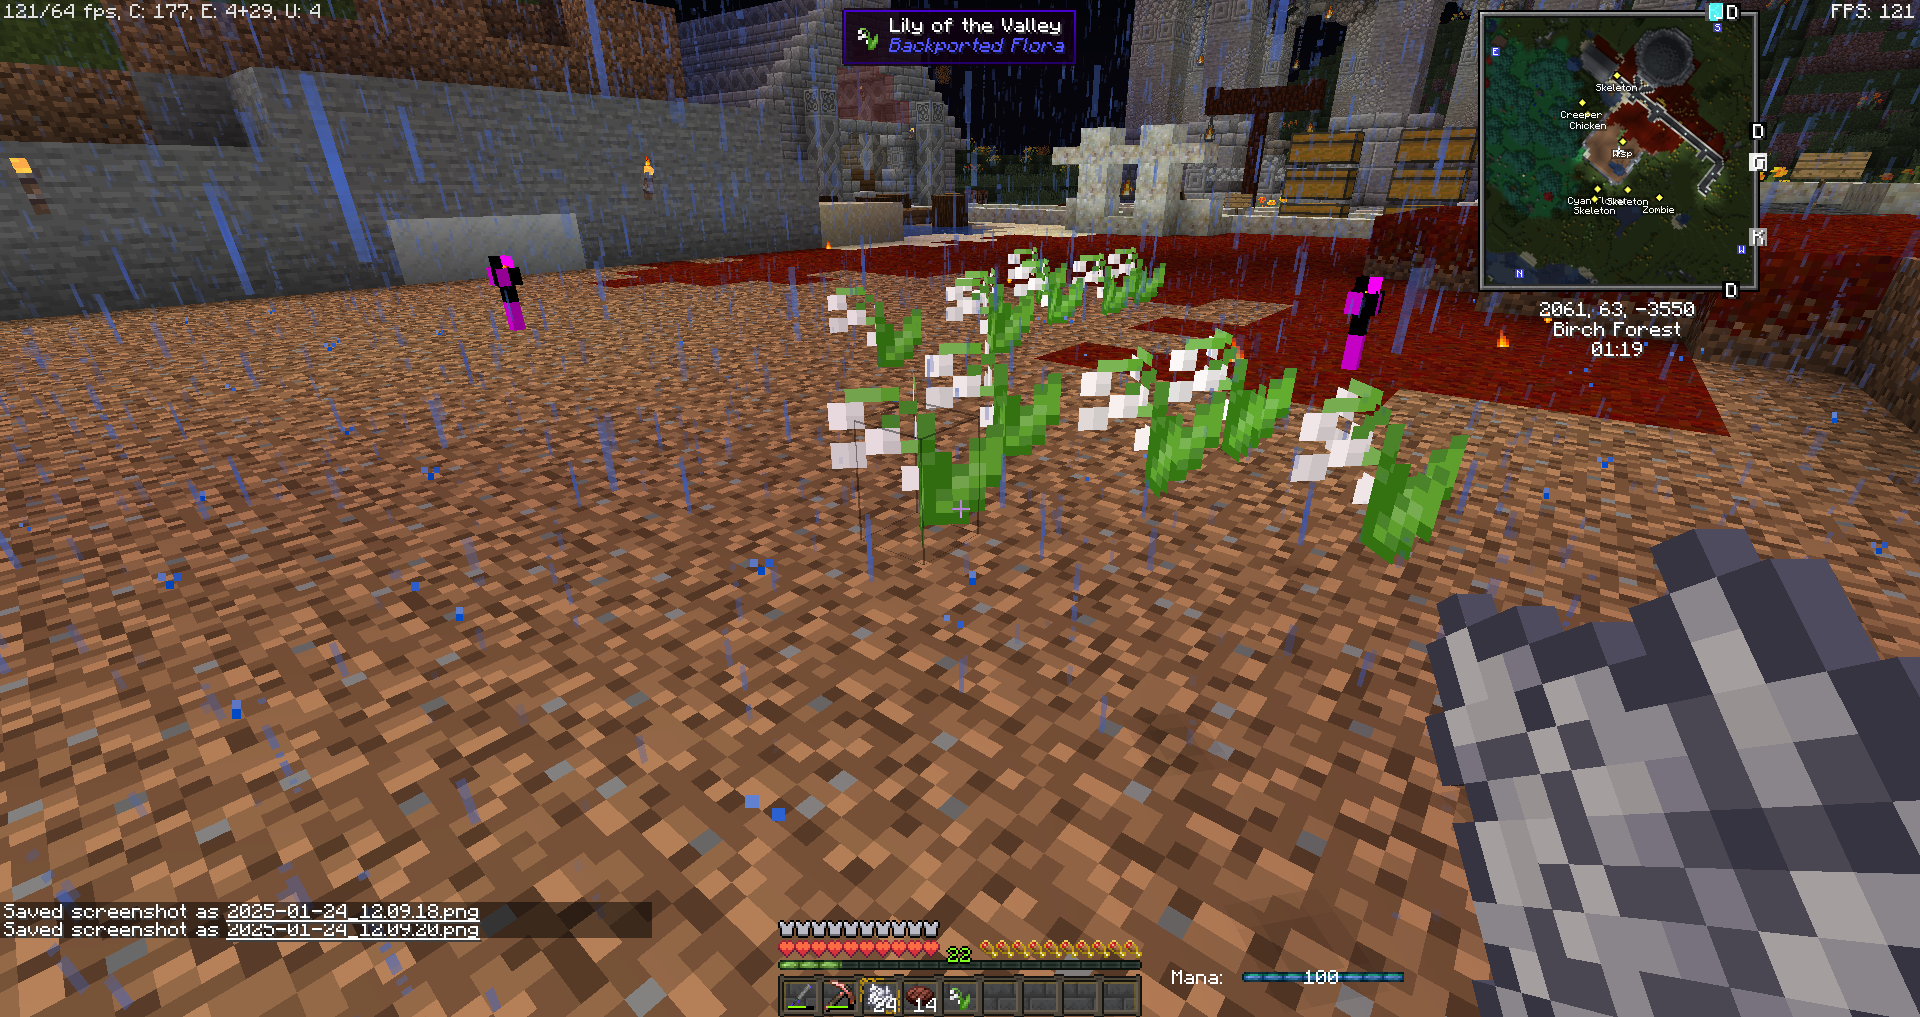 121/64 fps, C: 177, E: 4+29, U: 4
Lily of the Valley
Backported Flora
FPS: 121
D
S
E
Skeleton
Creeper
Chicken
D
Skeleton
Skeleton
Zombie
W
N
D
2061, 63, -3550
Birch Forest
01:19
Saved screenshot as 2025-01-24_12.09.18.png
Saved screenshot as 2025-01-24_12.09.20.png
22
Mana: 100
24
14